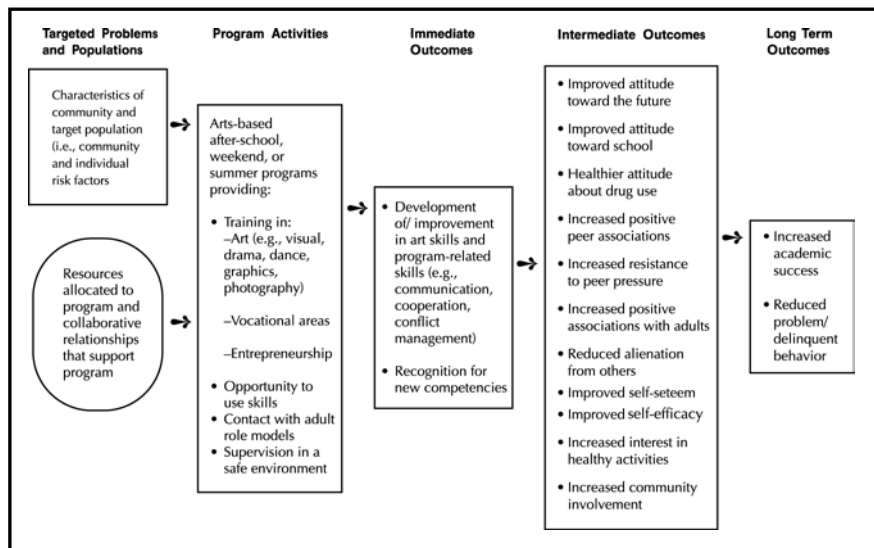 Targeted Problems
and Populations
Program Activities
Immediate
Outcomes
Intermediate Outcomes
Long Term
Outcomes
Characteristics of
community and
target population
(i.e., community
and individual
risk factors
Resources
allocated to
program and
collaborative
relationships
that support
program
Arts-based
after-school,
weekend, or
summer programs
providing:
• Training in:
–Art (e.g., visual,
drama, dance,
graphics,
photography)
–Vocational areas
–Entrepreneurship
• Opportunity to
use skills
• Contact with adult
role models
• Supervision in a
safe environment
• Development
of/ improvement
in art skills and
program-related
skills (e.g.,
communication,
cooperation,
conflict
management)
• Recognition for
new competencies
• Improved attitude
toward the future
• Improved attitude
toward school
• Healthier attitude
about drug use
• Increased positive
peer associations
• Increased resistance
to peer pressure
• Increased positive
associations with adults
• Reduced alienation
from others
• Improved self-seteem
• Improved self-efficacy
• Increased interest in
healthy activities
• Increased community
involvement
• Increased
academic
success
• Reduced
problem/
delinquent
behavior